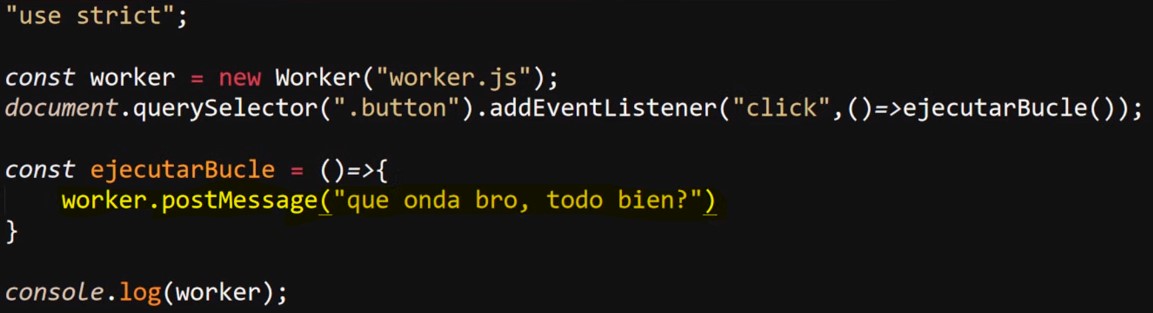 "use strict";
const worker = new Worker("worker.js");
document.querySelector(".button").addEventListener("click",()=>ejecutarBucle());
const ejecutarBucle = ()=>{
worker.postMessage("que onda bro, todo bien?")
}
console.log(worker);